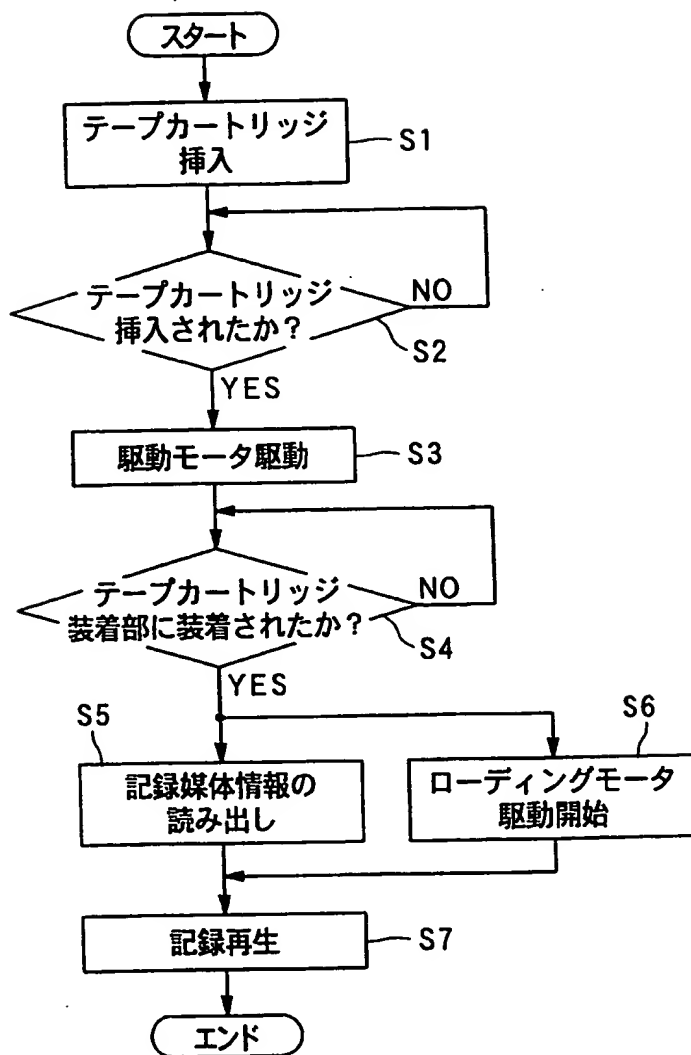 スタート
テープカートリッジ
挿入
S1
テープカートリッジ
挿入されたか?
NO
S2
YES
駆動モータ駆動
S3
テープカートリッジ
装着部に装着されたか?
NO
S4
YES
S5
記録媒体情報の
読み出し
S6
ローディングモータ
駆動開始
記録再生
S7
エンド